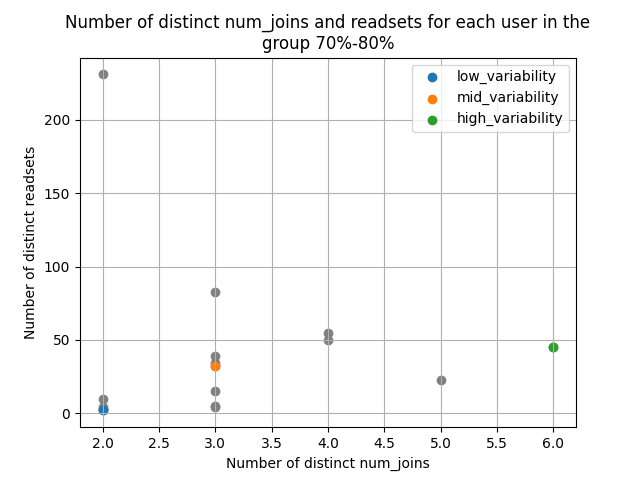 Number of distinct num_joins and readsets for each user in the
group 70%-80%
low_variability
mid_variability
high_variability
Number of distinct readsets
200
150
100
50
0
2.0 2.5 3.0 3.5 4.0 4.5 5.0 5.5 6.0
Number of distinct num_joins